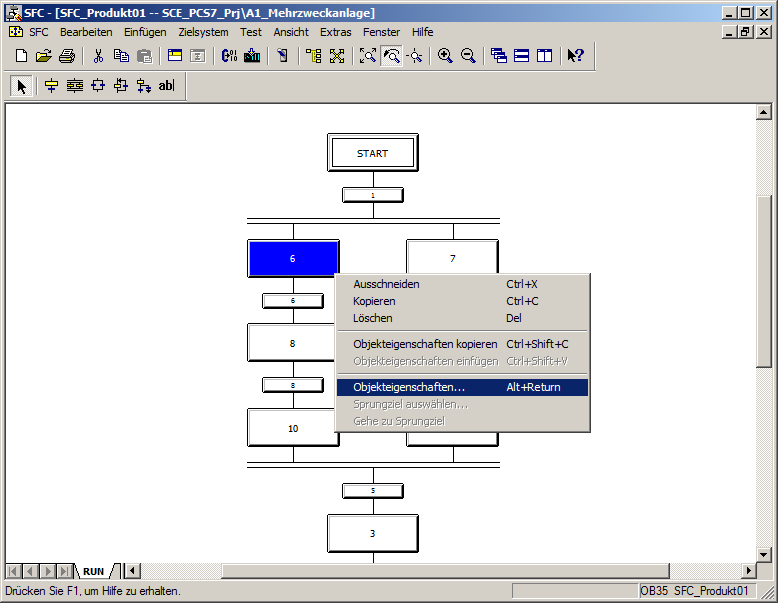 SFC - [SFC_Produkt01 -- SCE_PCS7_Prj\A1_Mehrzweckanlage]
SFC Bearbeiten Einfügen Zielsystem Test Ansicht Extras Fenster Hilfe
abl
START
1
6 7
6
8
8
10
5
3
Ausschneiden Ctrl+X
Kopieren Ctrl+C
Löschen Del
Objekteigenschaften kopieren Ctrl+Shift+C
Objekteigenschaften einfügen Ctrl+Shift+V
Objekteigenschaften... Alt+Return
Sprungziel auswählen...
Gehe zu Sprungziel
RUN
Drücken Sie F1, um Hilfe zu erhalten. OB35 SFC_Produkt01